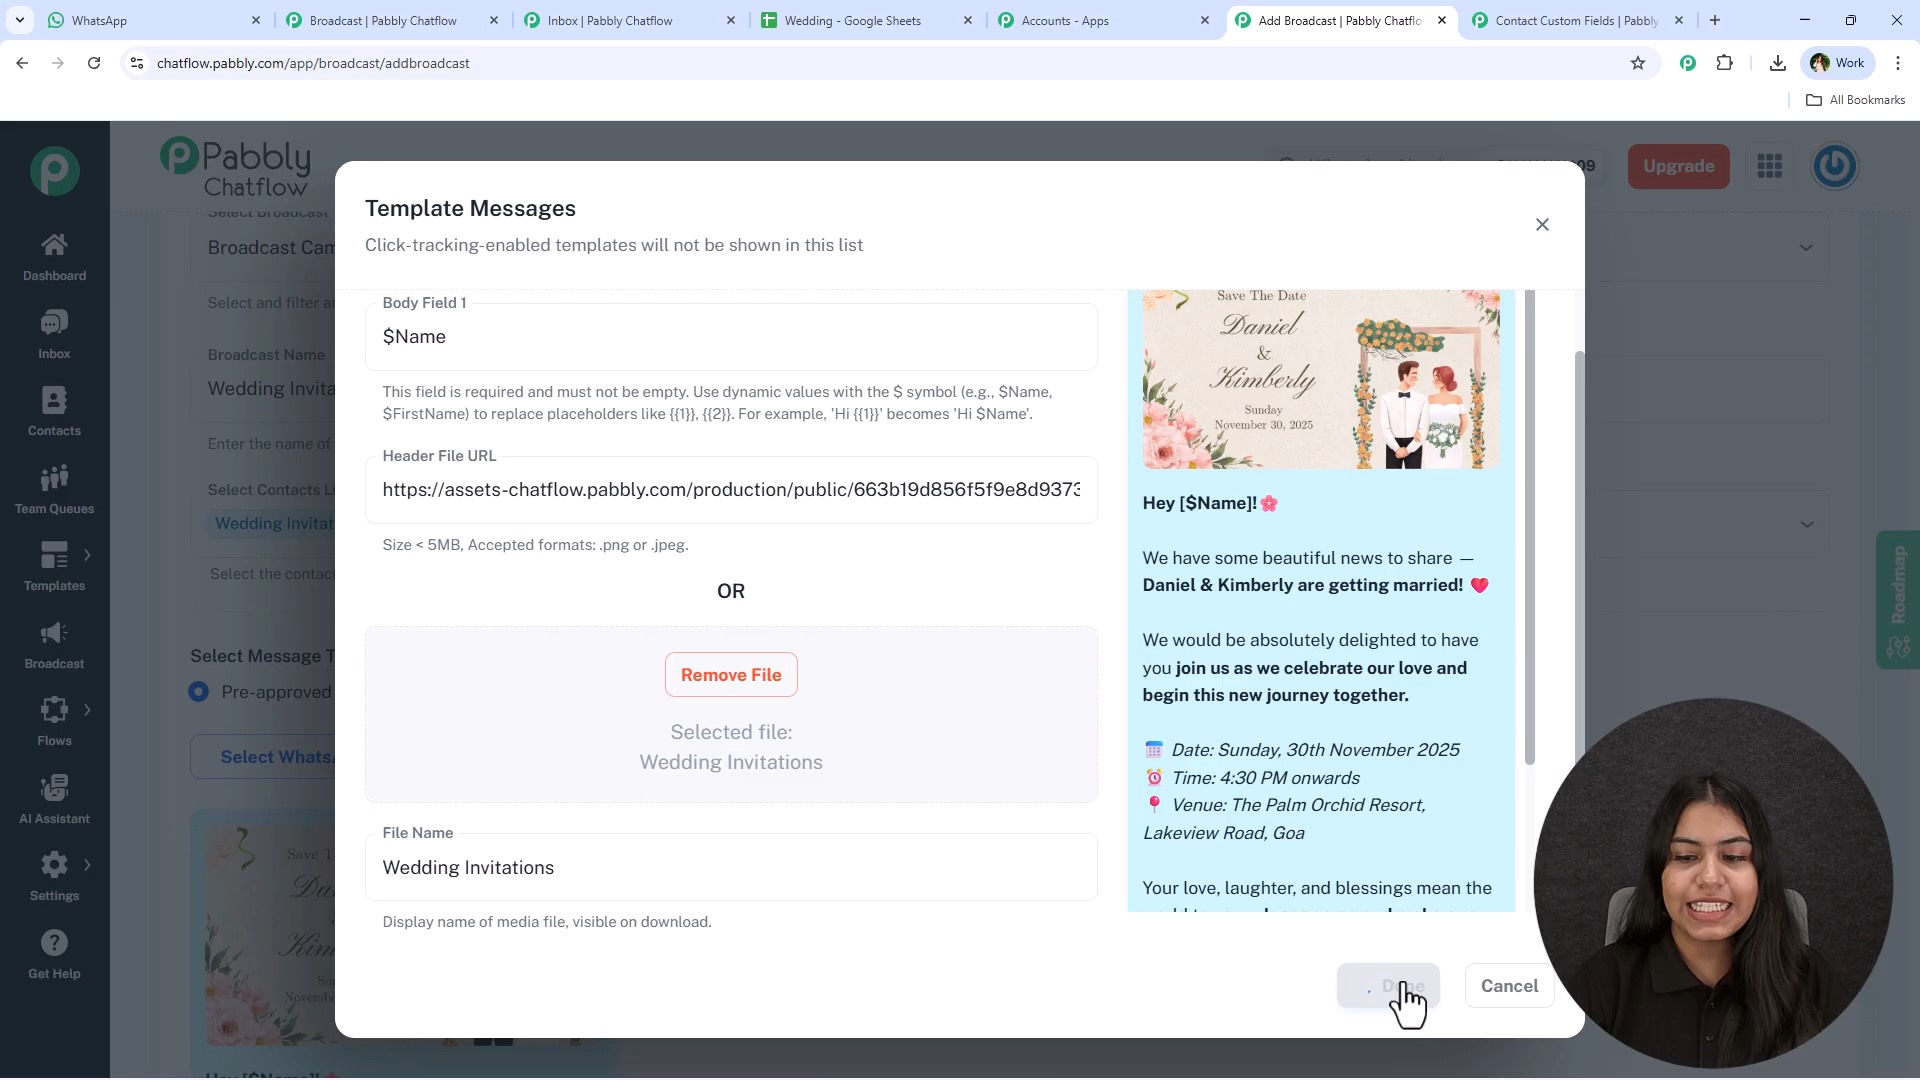 WhatsApp
Broadcast | Pabbly Chatflow
Inbox | Pabbly Chatflow
Wedding - Google Sheets
Accounts - Apps
Add Broadcast | Pabbly Chatflo
Contact Custom Fields | Pabbly
chatflow.pabbly.com/app/broadcast/addbroadcast
Work
All Bookmarks
Pabbly
Chatflow
09
Upgrade
Dashboard
Inbox
Contacts
Team Queues
Templates
Broadcast
Flows
AI Assistant
Settings
Get Help
Select Broadcast
Broadcast Cam
Select and filter a
Broadcast Name
Wedding Invita
Enter the name of
Select Contacts Li
Wedding Invitat
Select the contac
Select Message T
Pre-approved
Select Whats
Template Messages
Click-tracking-enabled templates will not be shown in this list
Body Field 1
$Name
This field is required and must not be empty. Use dynamic values with the $ symbol (e.g., $Name,
$FirstName) to replace placeholders like {{1}}, {{2}}. For example, 'Hi {{1}}' becomes 'Hi $Name'.
Header File URL
https://assets-chatflow.pabbly.com/production/public/663b19d856f5f9e8d9373
Size < 5MB, Accepted formats: .png or .jpeg.
OR
Remove File
Selected file:
Wedding Invitations
File Name
Wedding Invitations
Display name of media file, visible on download.
Save The Date
Daniel
&
Kimberly
Sunday
November 30, 2025
Hey [$Name]!🌸
We have some beautiful news to share —
Daniel & Kimberly are getting married! ❤️
We would be absolutely delighted to have
you join us as we celebrate our love and
begin this new journey together.
📅 Date: Sunday, 30th November 2025
⏰ Time: 4:30 PM onwards
📍 Venue: The Palm Orchid Resort,
Lakeview Road, Goa
Your love, laughter, and blessings mean the
Done
Cancel
Roadmap